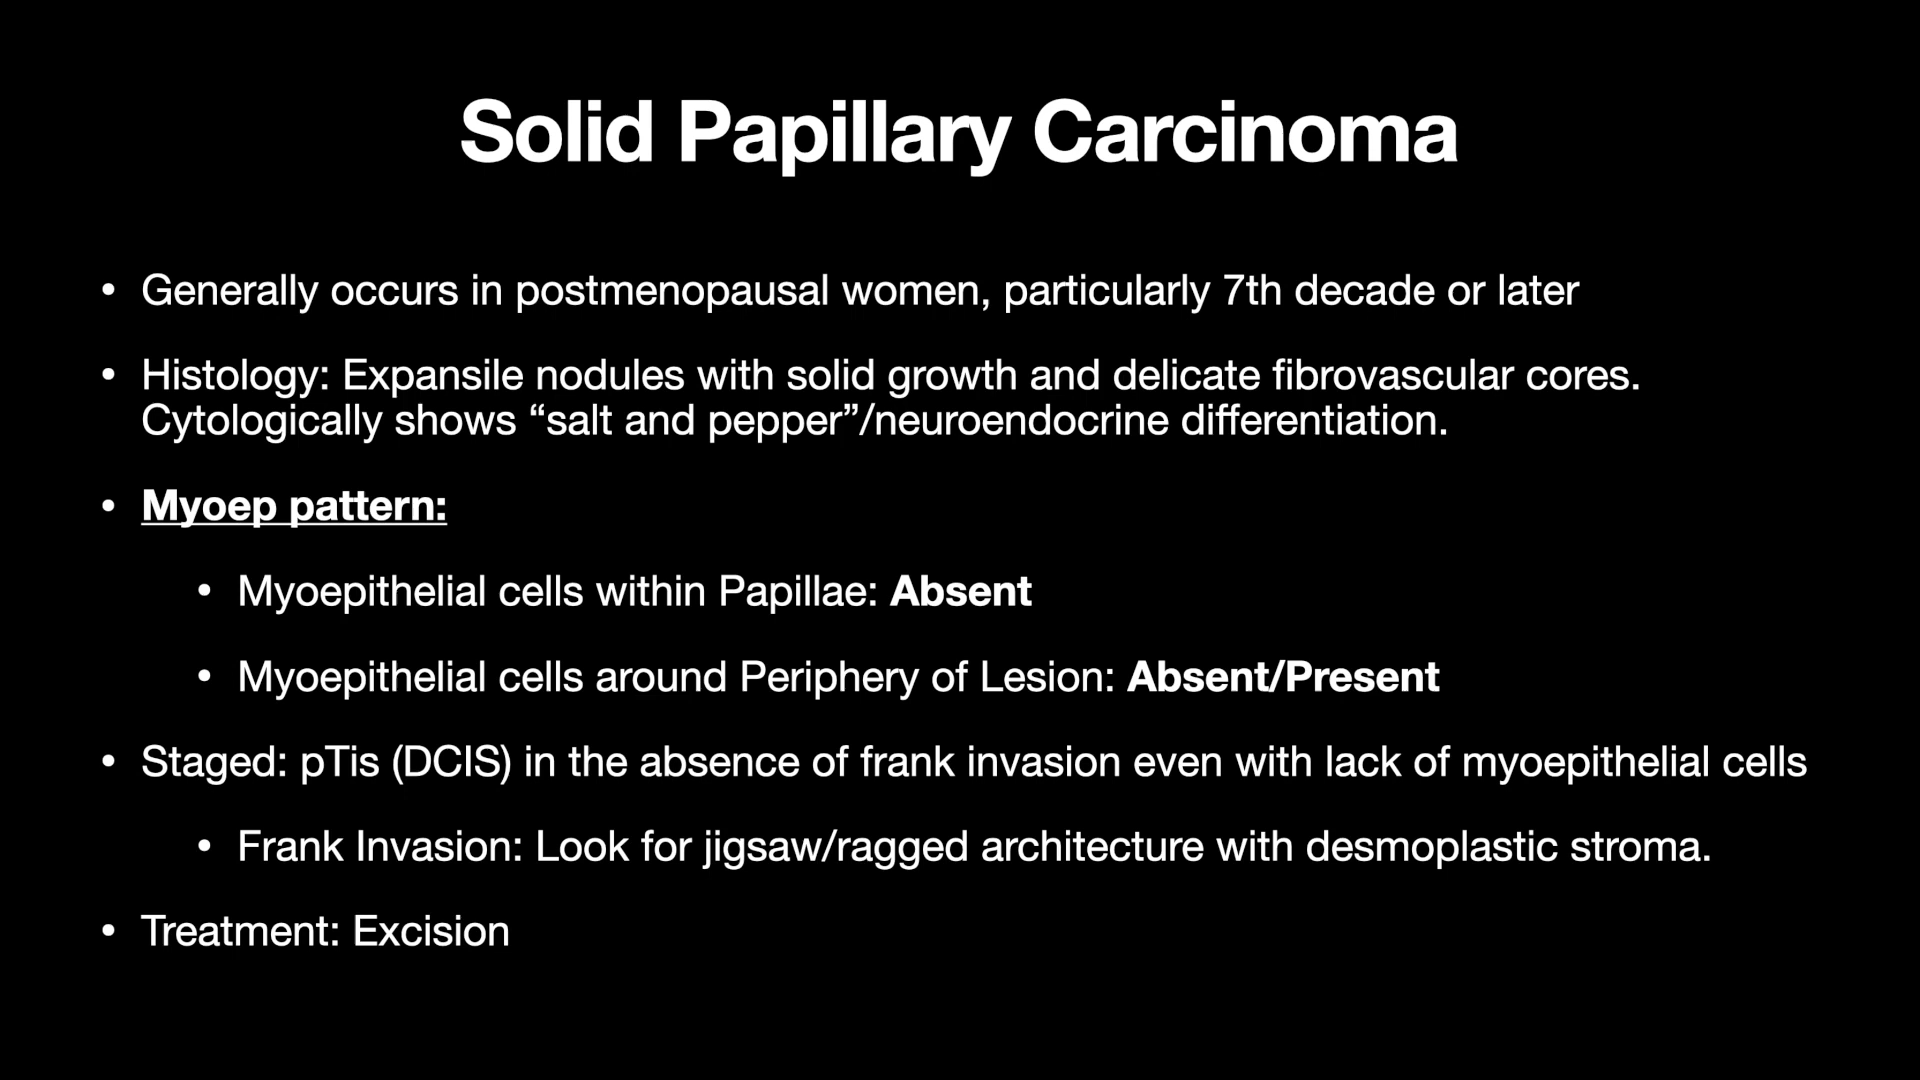 Solid Papillary Carcinoma
• Generally occurs in postmenopausal women, particularly 7th decade or later
• Histology: Expansile nodules with solid growth and delicate fibrovascular cores.
Cytologically shows “salt and pepper”/neuroendocrine differentiation.
• Myoep pattern:
• Myoepithelial cells within Papillae: Absent
• Myoepithelial cells around Periphery of Lesion: Absent/Present
• Staged: pTis (DCIS) in the absence of frank invasion even with lack of myoepithelial cells
• Frank Invasion: Look for jigsaw/ragged architecture with desmoplastic stroma.
• Treatment: Excision